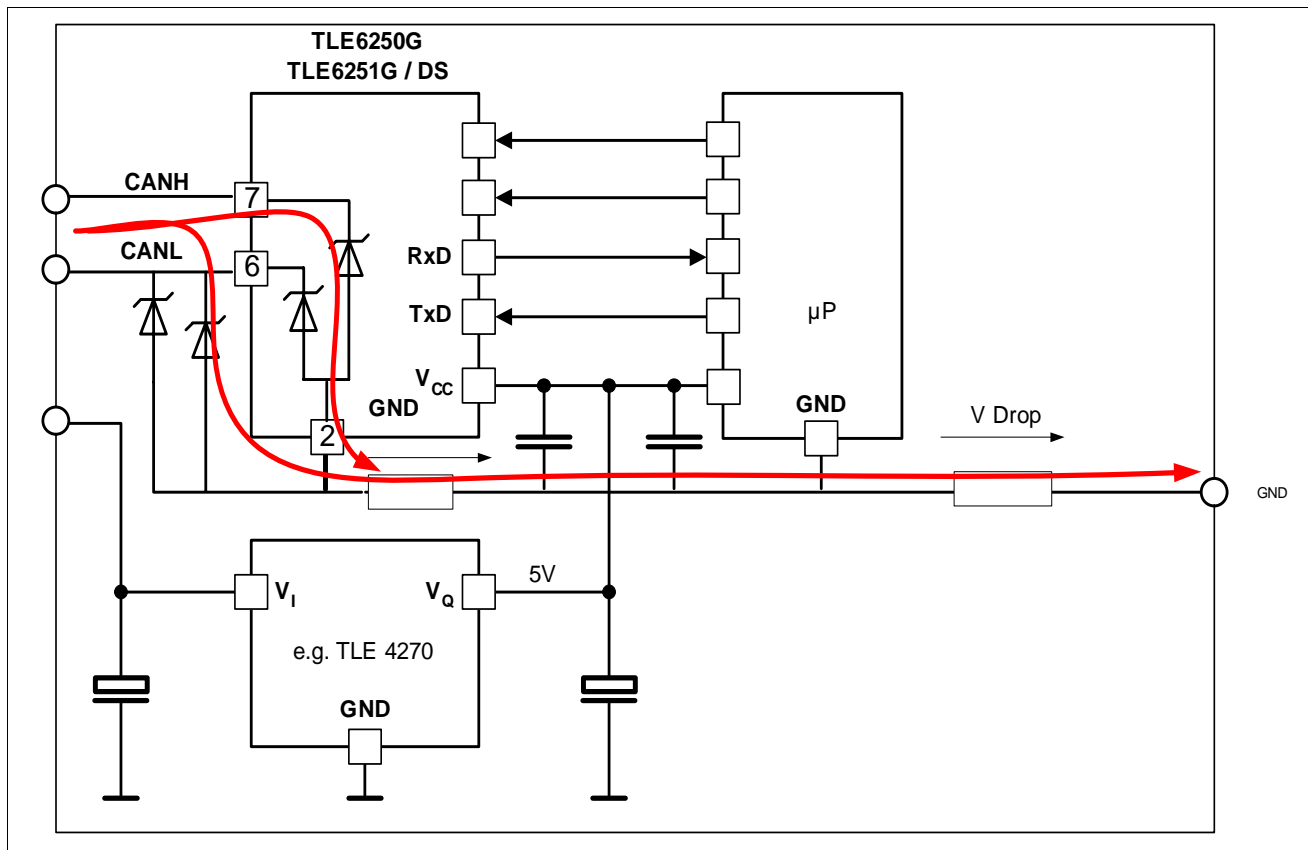 TLE6250G
TLE6251G / DS
CANH
7
CANL
6
RxD
TxD
µP
VCC
GND
2
GND
V Drop
GND
VI
VQ
5V
e.g. TLE 4270
GND